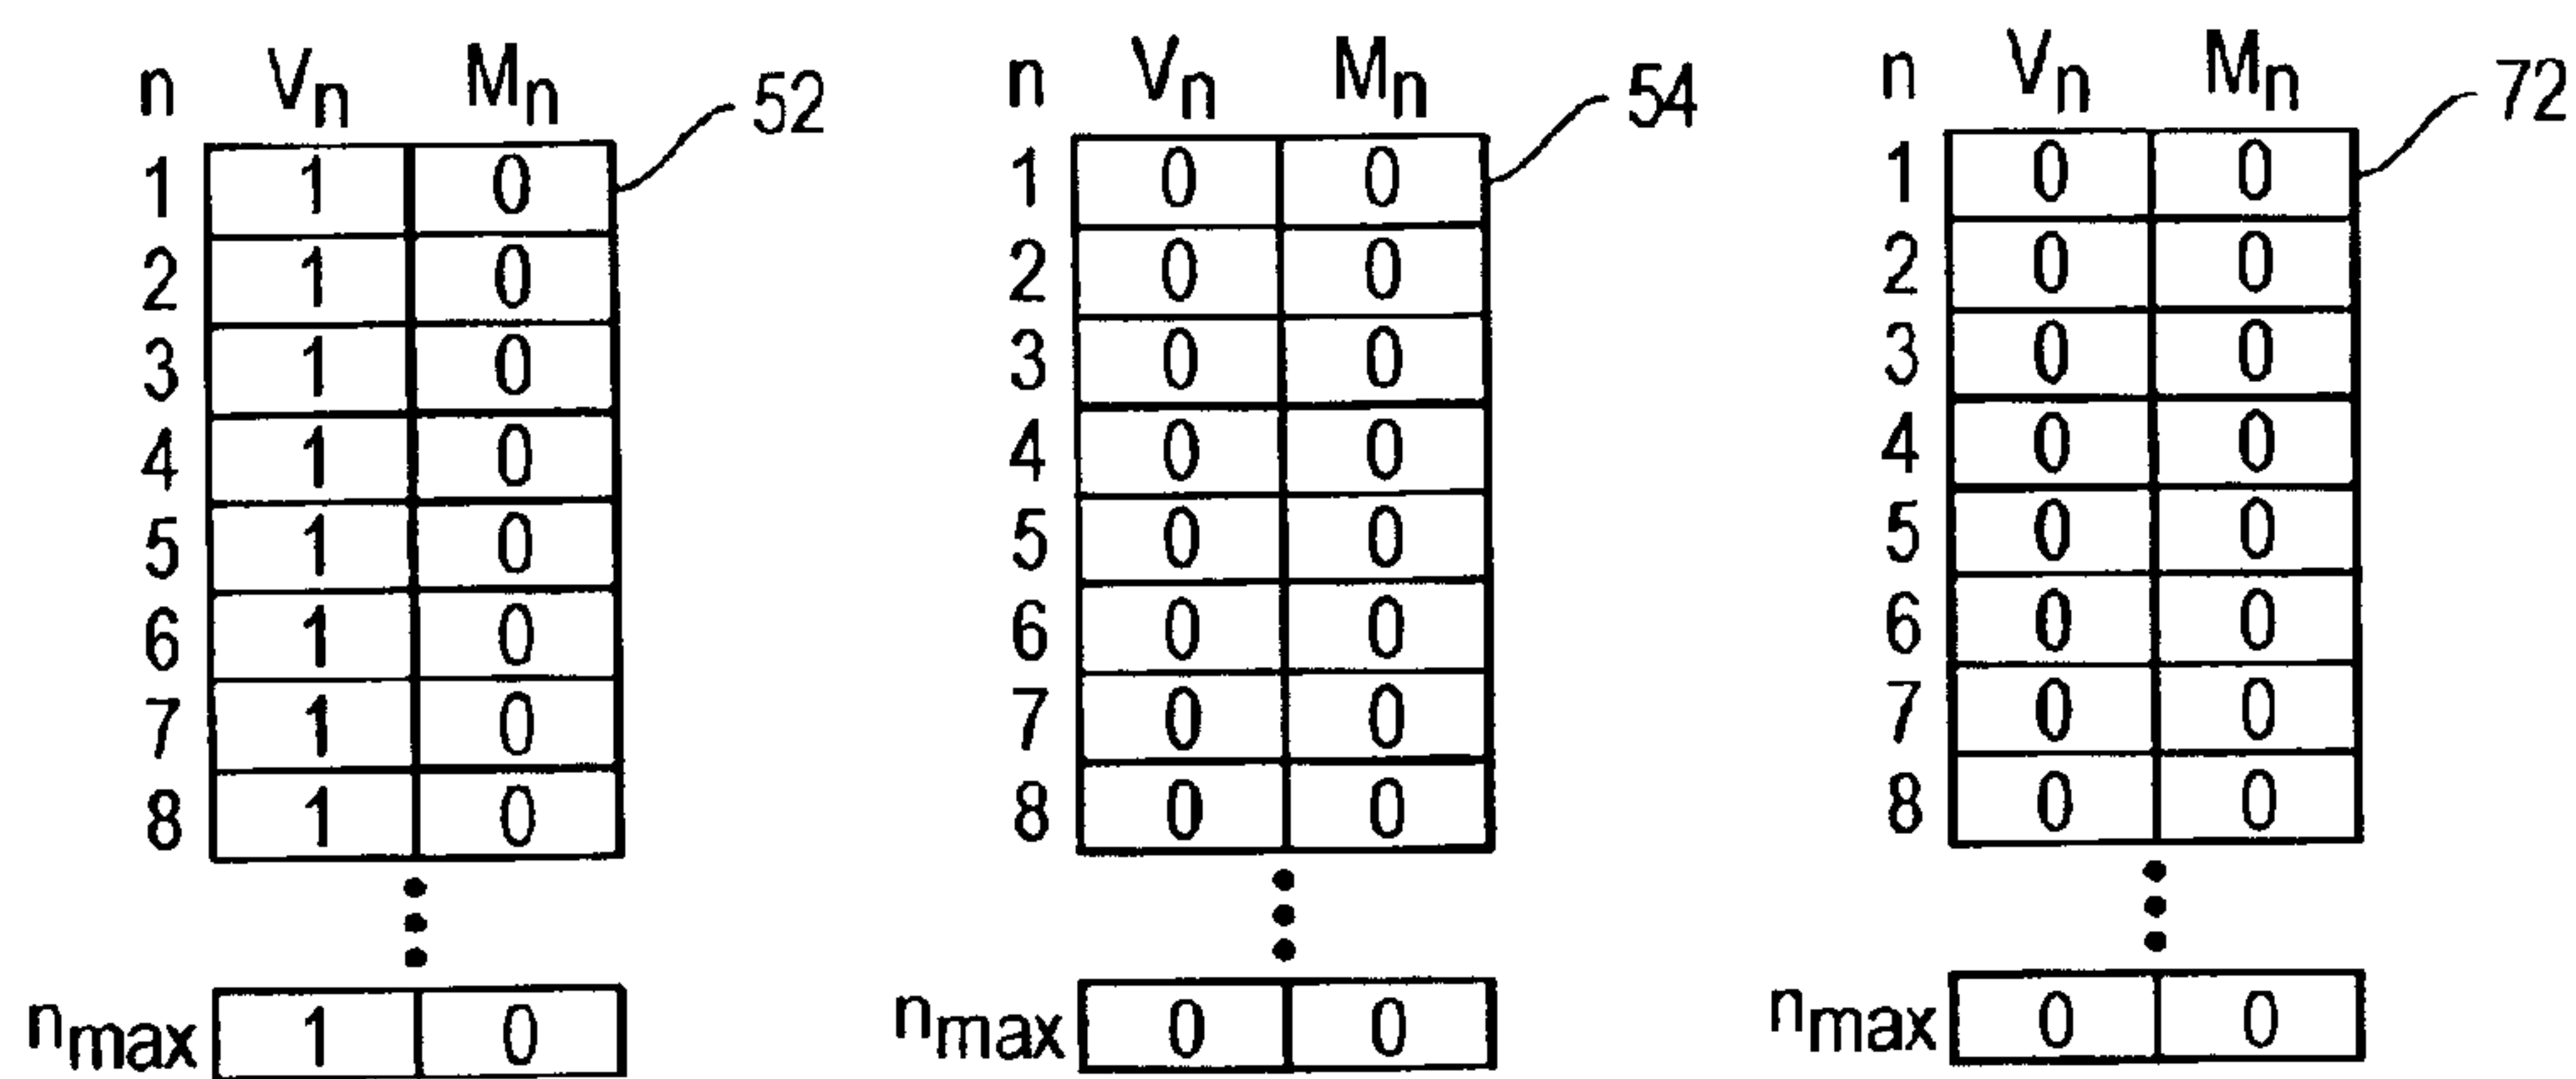 n Vn Mn 52
1 1 0
2 1 0
3 1 0
4 1 0
5 1 0
6 1 0
7 1 0
8 1 0
nmax 1 0
n Vn Mn 54
1 0 0
2 0 0
3 0 0
4 0 0
5 0 0
6 0 0
7 0 0
8 0 0
nmax 0 0
n Vn Mn 72
1 0 0
2 0 0
3 0 0
4 0 0
5 0 0
6 0 0
7 0 0
8 0 0
nmax 0 0